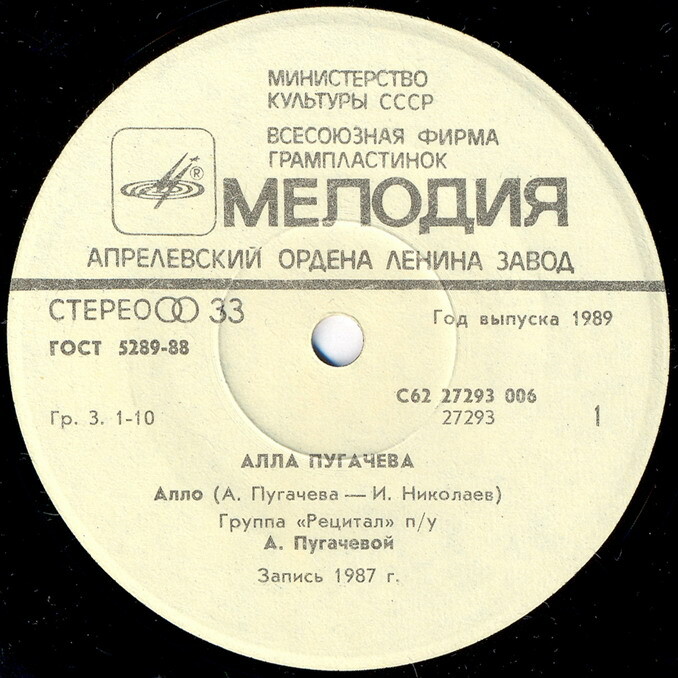 МИНИСТЕРСТВО
КУЛЬТУРЫ СССР
ВСЕСОЮЗНАЯ ФИРМА
ГРАМПЛАСТИНОК
®
МЕЛОДИЯ
АПРЕЛЕВСКИЙ ОРДЕНА ЛЕНИНА ЗАВОД
СТЕРЕО 33
Год выпуска 1989
ГОСТ 5289-88
С62 27293 006
Гр. 3. 1-10
27293
1
АЛЛА ПУГАЧЕВА
Алло (А. Пугачева — И. Николаев)
Группа «Рецитал» п/у
А. Пугачевой
Запись 1987 г.